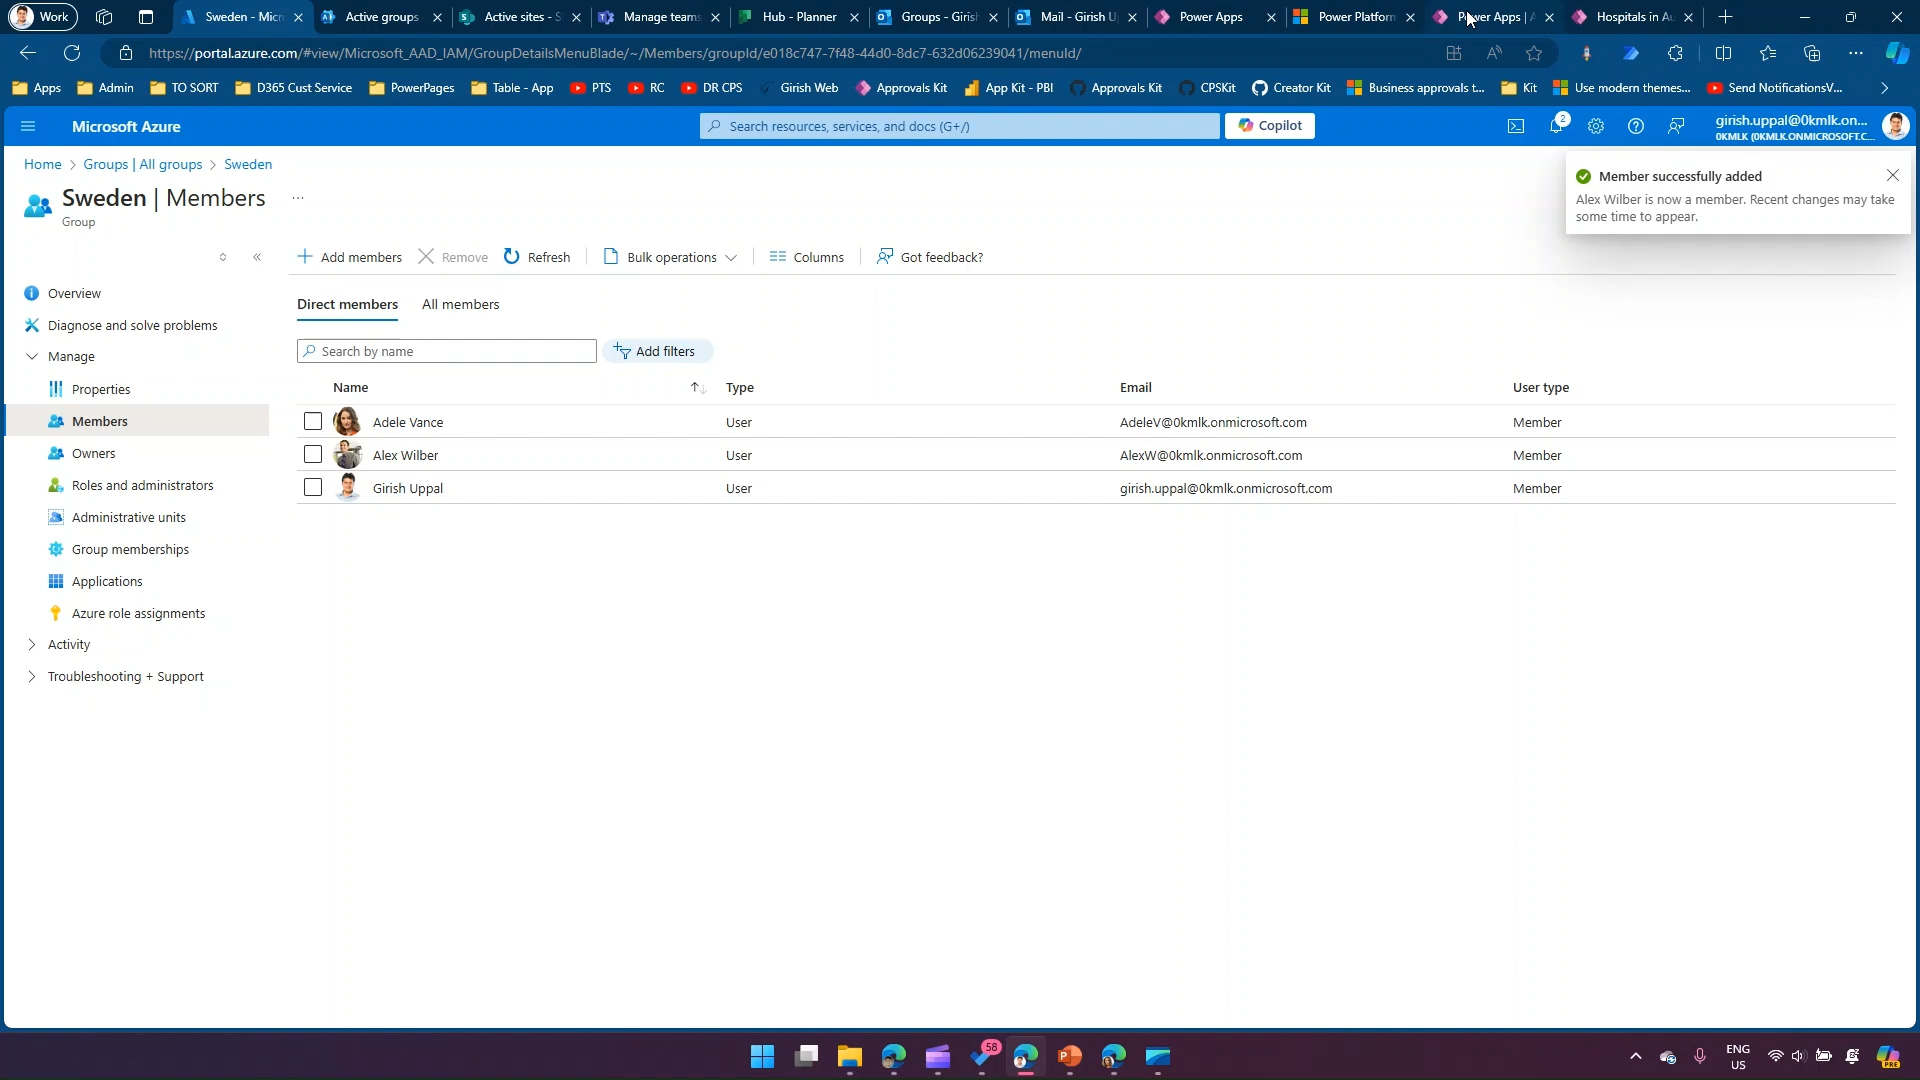 Work
Sweden - Micr
Active groups
Active sites - S
Manage teams
Hub - Planner
Groups - Girish
Mail - Girish U
Power Apps
Power Platform
Power Apps | A
Hospitals in Au
https://portal.azure.com/#view/Microsoft_AAD_IAM/GroupDetailsMenuBlade/~/Members/groupId/e018c747-7f48-44d0-8dc7-632d06239041/menuId/
Apps
Admin
TO SORT
D365 Cust Service
PowerPages
Table - App
PTS
RC
DR CPS
Girish Web
Approvals Kit
App Kit - PBI
Approvals Kit
CPSKit
Creator Kit
Business approvals t...
Kit
Use modern themes...
Send NotificationsV...
Microsoft Azure
Search resources, services, and docs (G+/)
Copilot
2
girish.uppal@0kmlk.on...
0KMLK (0KMLK.ONMICROSOFT.C...
Home > Groups | All groups > Sweden
Sweden | Members
...
Group
Member successfully added
Alex Wilber is now a member. Recent changes may take
some time to appear.
Add members
Remove
Refresh
Bulk operations
Columns
Got feedback?
Overview
Diagnose and solve problems
Manage
Properties
Members
Owners
Roles and administrators
Administrative units
Group memberships
Applications
Azure role assignments
Activity
Troubleshooting + Support
Direct members
All members
Search by name
Add filters
Name Type Email User type
Adele Vance User AdeleV@0kmlk.onmicrosoft.com Member
Alex Wilber User AlexW@0kmlk.onmicrosoft.com Member
Girish Uppal User girish.uppal@0kmlk.onmicrosoft.com Member
58
ENG
US
PRE